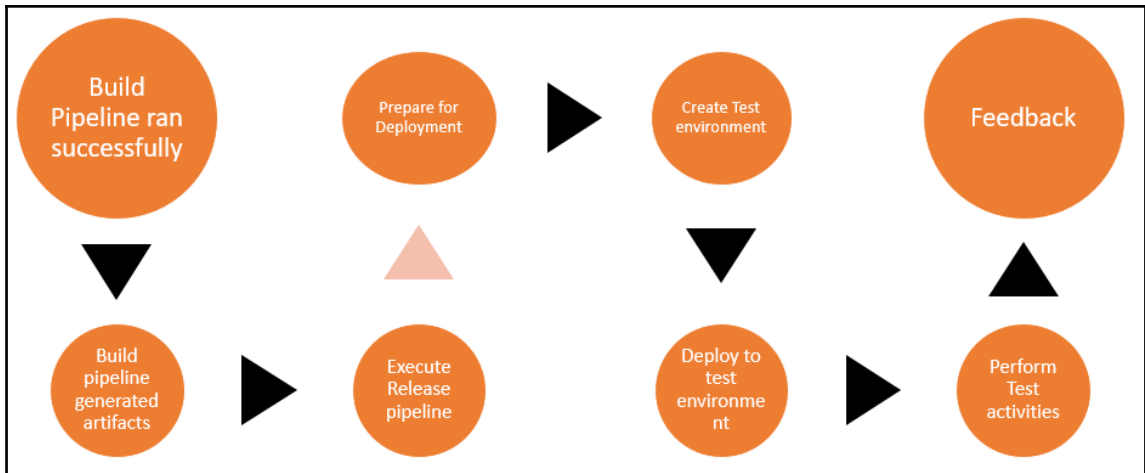 Build
Pipeline ran
successfully
Build
pipeline
generated
artifacts
Execute
Release
pipeline
Prepare for
Deployment
Create Test
environment
Deploy to
test
environme
nt
Perform
Test
activities
Feedback